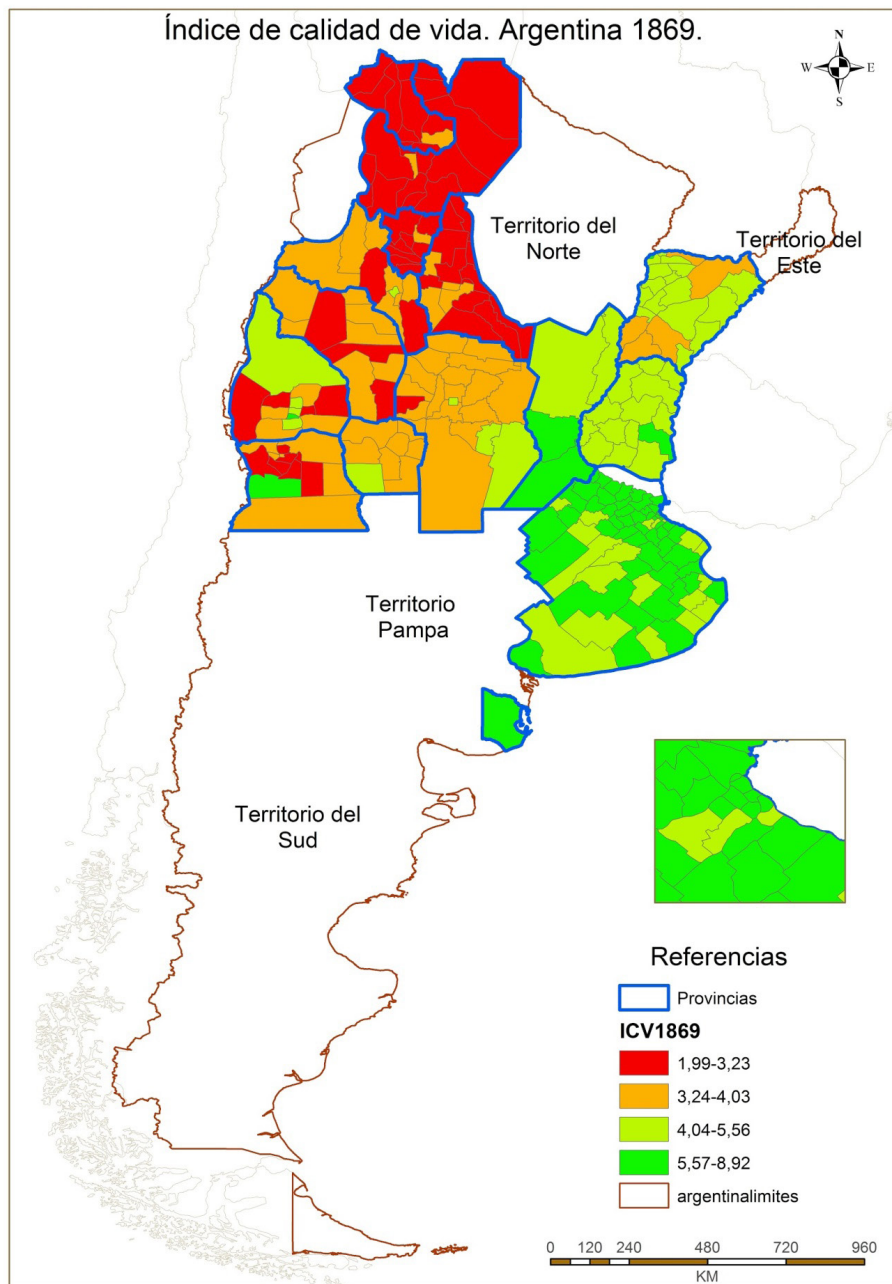 Índice de calidad de vida. Argentina 1869.
N
W E
S
Territorio del
Norte
Territorio del
Este
Territorio
Pampa
Territorio del
Sud
Referencias
Provincias
ICV1869
1,99-3,23
3,24-4,03
4,04-5,56
5,57-8,92
argentinalimites
0 120 240 480 720 960
KM